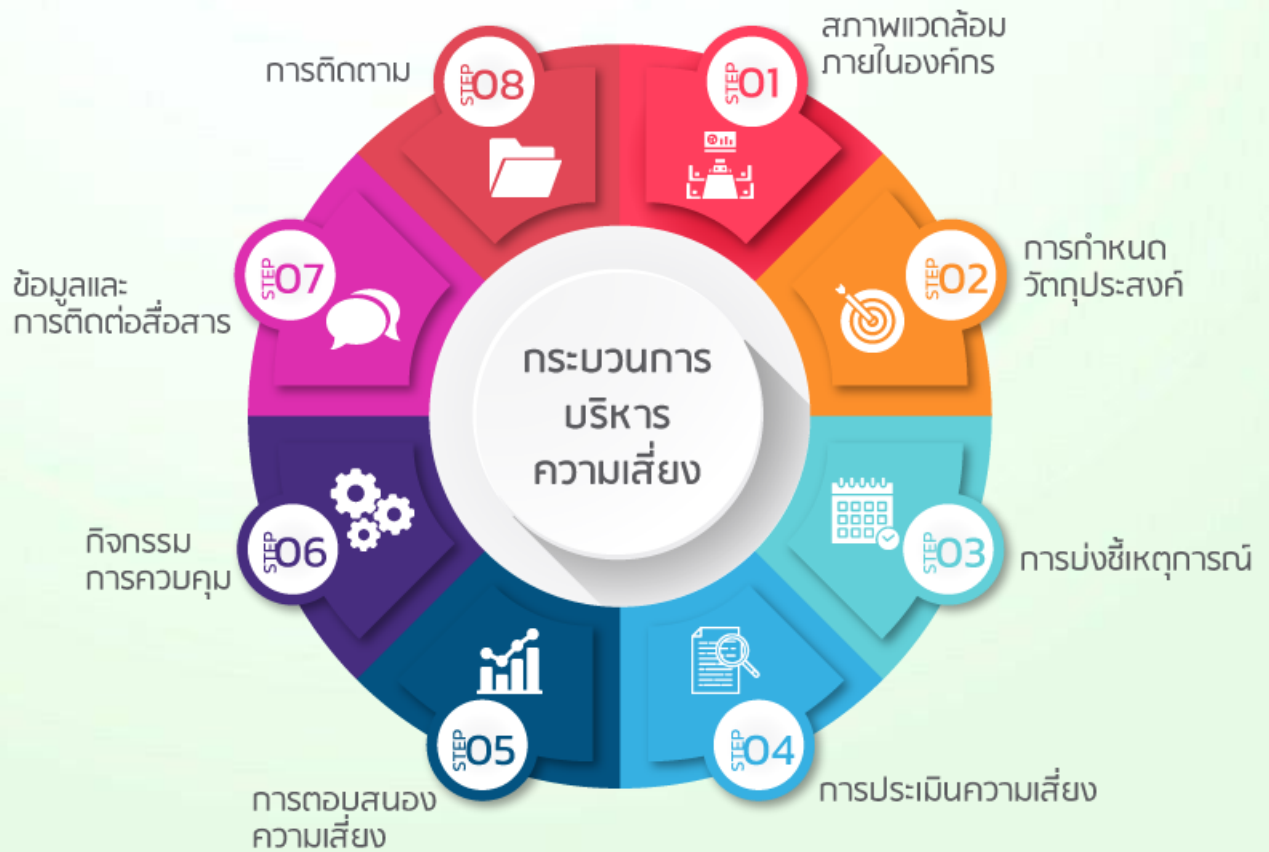 กระบวนการ
บริหาร
ความเสี่ยง
STEP 01
สภาพแวดล้อม
ภายในองค์กร
STEP 02
การกำหนด
วัตถุประสงค์
STEP 03
การบ่งชี้เหตุการณ์
STEP 04
การประเมินความเสี่ยง
STEP 05
การตอบสนอง
ความเสี่ยง
STEP 06
กิจกรรม
การควบคุม
STEP 07
ข้อมูลและ
การติดต่อสื่อสาร
STEP 08
การติดตาม